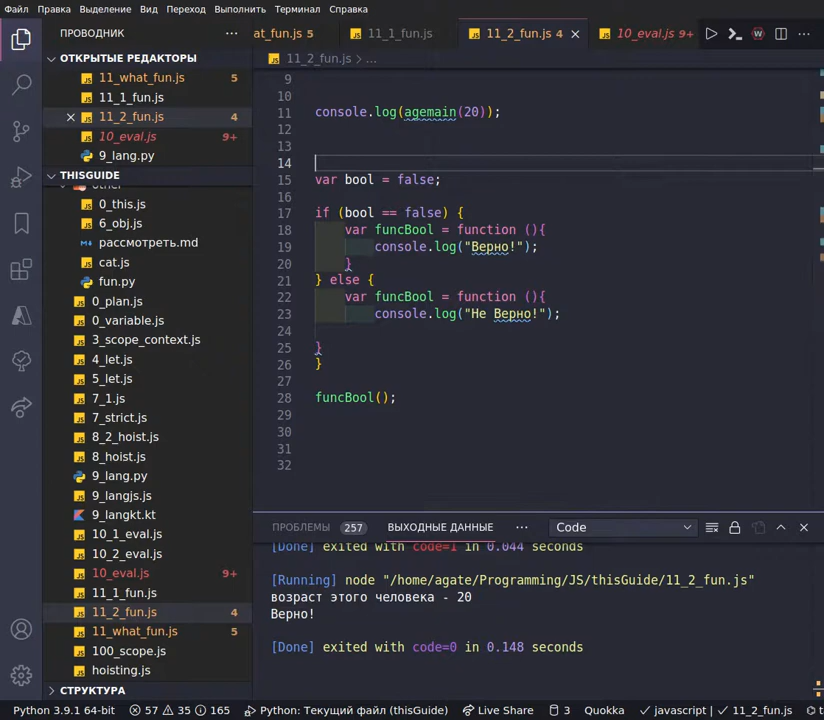 Файл Правка Выделение Вид Переход Выполнить Терминал Справка
ПРОВОДНИК ...
ОТКРЫТЫЕ РЕДАКТОРЫ
11_what_fun.js 5
11_1_fun.js
11_2_fun.js 4
10_eval.js 9+
9_lang.py
THISGUIDE
other
0_this.js
6_obj.js
рассмотреть.md
cat.js
fun.py
0_plan.js
0_variable.js
3_scope_context.js
4_let.js
5_let.js
7_1.js
7_strict.js
8_2_hoist.js
8_hoist.js
9_lang.py
9_langjs.js
9_langkt.kt
10_1_eval.js
10_2_eval.js
10_eval.js 9+
11_1_fun.js
11_2_fun.js 4
11_what_fun.js 5
100_scope.js
hoisting.js
СТРУКТУРА
at_fun.js 5 11_1_fun.js 11_2_fun.js 4 10_eval.js 9+
11_2_fun.js > ...
9
10
11 console.log(agemain(20));
12
13
14
15 var bool = false;
16
17 if (bool == false) {
18 var funcBool = function (){
19 console.log("Верно!");
20 }
21 } else {
22 var funcBool = function (){
23 console.log("Не Верно!");
24
25 }
26 }
27
28 funcBool();
29
30
31
32
ПРОБЛЕМЫ 257 ВЫХОДНЫЕ ДАННЫЕ ... Code
[Done] exited with code=1 in 0.044 seconds
[Running] node "/home/agate/Programming/JS/thisGuide/11_2_fun.js"
возраст этого человека - 20
Верно!
[Done] exited with code=0 in 0.148 seconds
Python 3.9.1 64-bit 57 35 165 Python: Текущий файл (thisGuide) Live Share 3 Quokka javascript | 11_2_fun.js